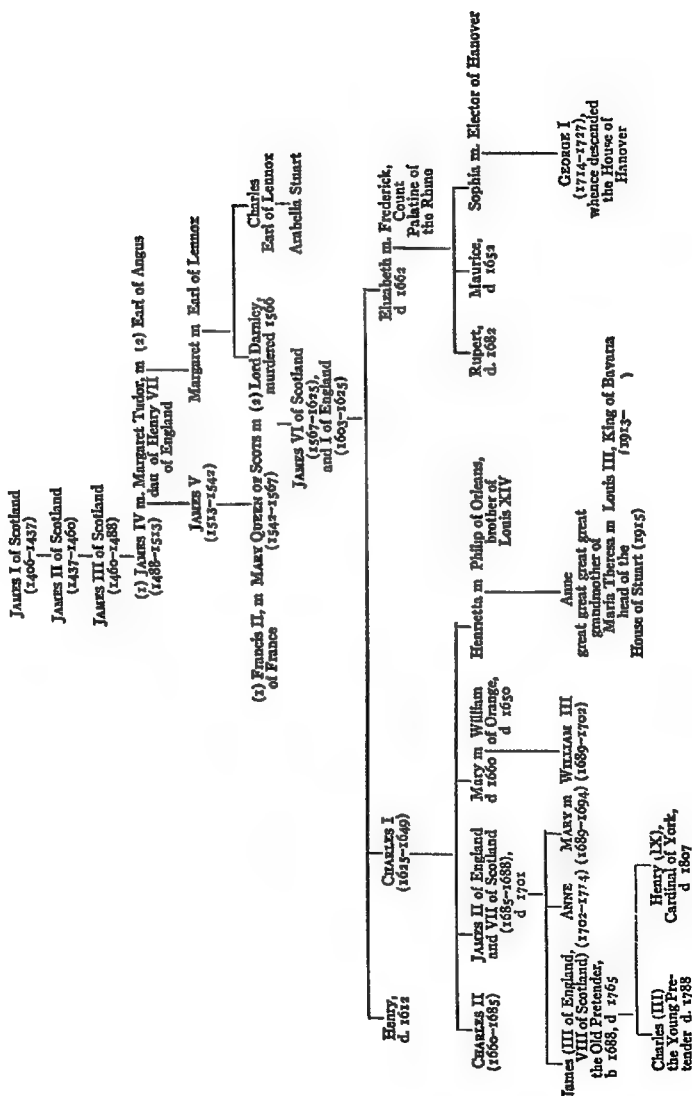 JAMES I of Scotland
(1406–1437)
JAMES II of Scotland
(1437–1460)
JAMES III of Scotland
(1460–1488)
(1) JAMES IV m. Margaret Tudor, m (2) Earl of Angus
(1488–1513) dau of Henry VII
of England
JAMES V
(1513–1542)
Margaret m Earl of Lennox
(1) Francis II, m MARY QUEEN OF SCOTS m (2) Lord Darnley,
of France (1542–1567) murdered 1566
Charles
Earl of Lennox
Arabella Stuart
JAMES VI of Scotland
(1567–1625),
and I of England
(1603–1625)
Henry,
d. 1612
CHARLES I
(1625–1649)
Elizabeth m. Frederick,
d 1662 Count
Palatine of
the Rhine
CHARLES II
(1660–1685)
JAMES II of England
and VII of Scotland
(1685–1688),
d 1701
Mary m William
d 1660 of Orange,
d 1650
Henrietta m Philip of Orleans,
brother of
Louis XIV
Rupert,
d. 1682
Maurice,
d 1652
Sophia m. Elector of Hanover
James (III of England,
VIII of Scotland)
the Old Pretender,
b 1688, d 1765
ANNE
(1702–1774)
MARY m WILLIAM III
(1689–1694) (1689–1702)
Anne
great great great great
grandmother of
Maria Theresa m Louis III, King of Bavaria
head of the (1913– )
House of Stuart (1915)
GEORGE I
(1714–1727),
whence descended
the House of
Hanover
Charles (III)
the Young Pre-
tender d. 1788
Henry (IX),
Cardinal of York,
d 1807